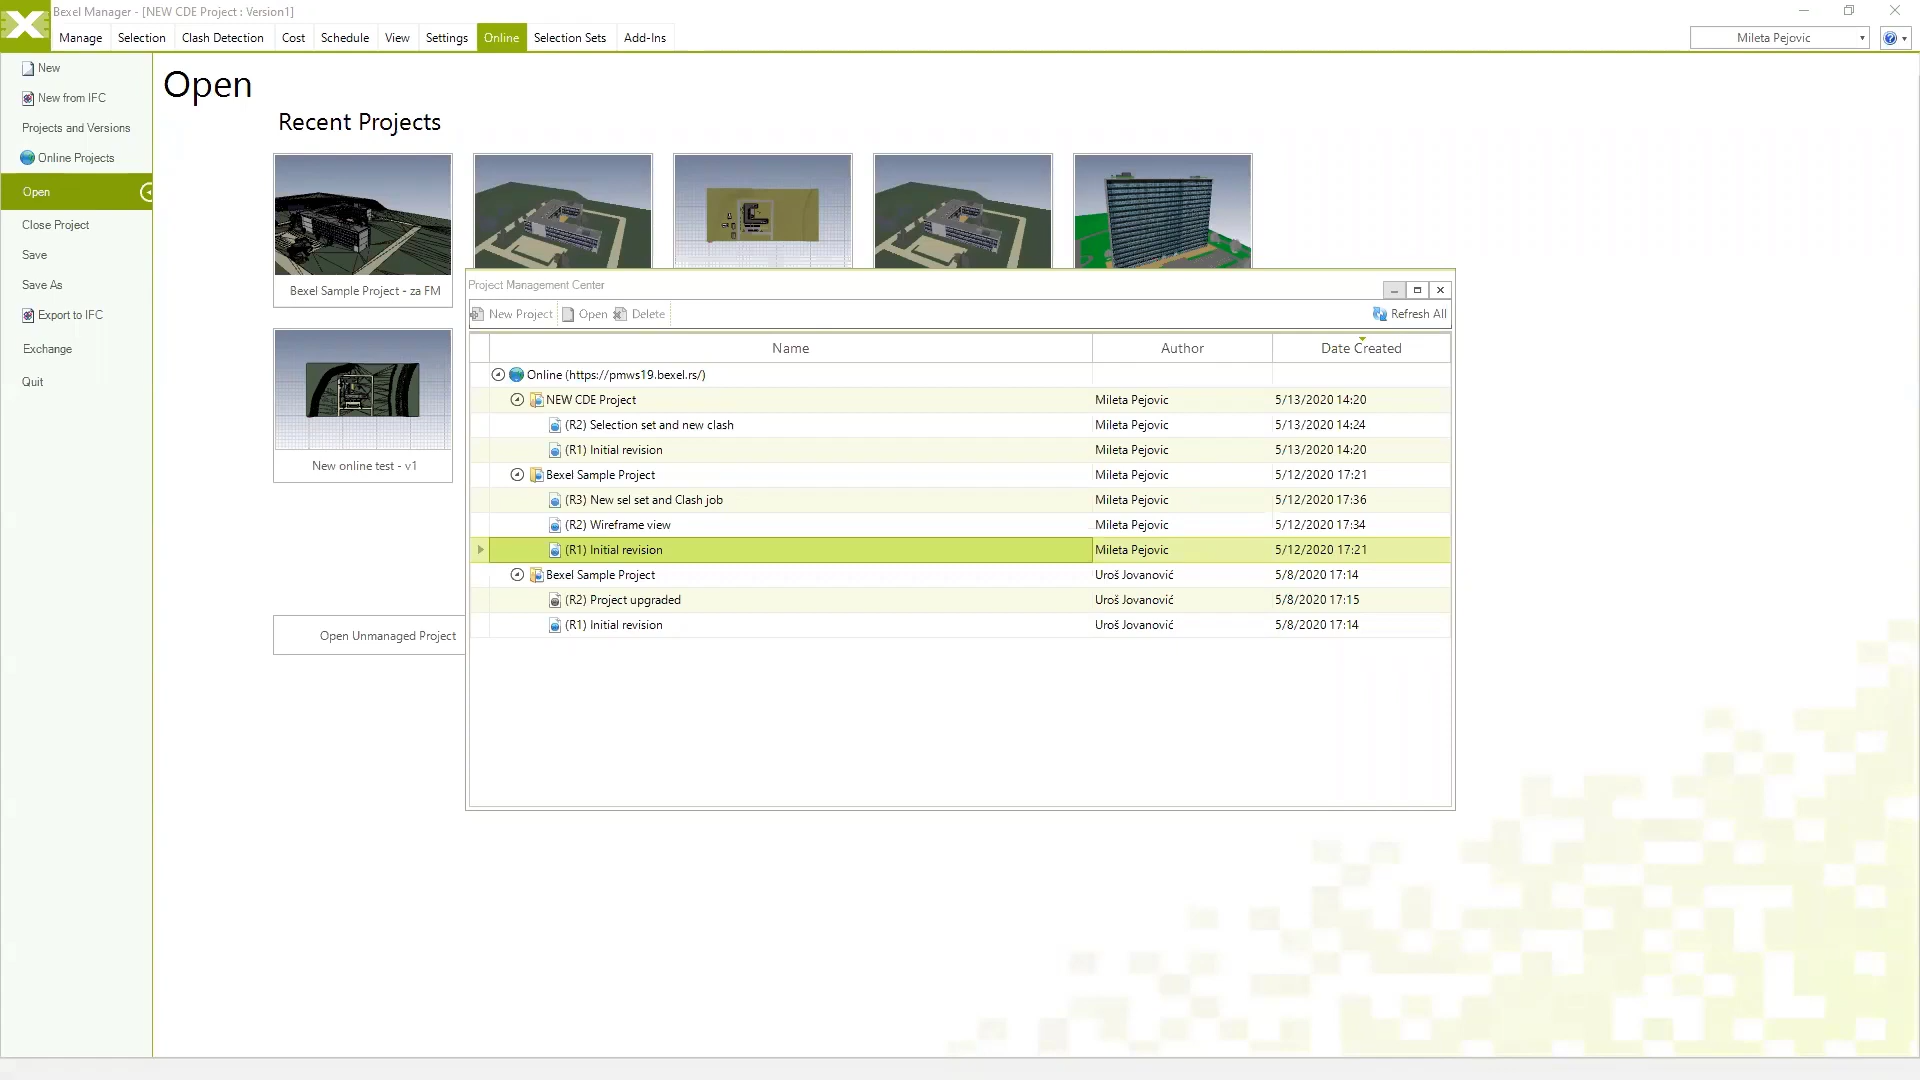 Bexel Manager - [NEW CDE Project : Version1]
Manage Selection Clash Detection Cost Schedule View Settings Online Selection Sets Add-Ins
Mileta Pejovic
New
New from IFC
Projects and Versions
Online Projects
Open
Close Project
Save
Save As
Export to IFC
Exchange
Quit
Open
Recent Projects
Bexel Sample Project - za FM
New online test - v1
Open Unmanaged Project
Project Management Center
New Project Open Delete Refresh All
Name Author Date Created
Online (https://pmws19.bexel.rs/)
NEW CDE Project Mileta Pejovic 5/13/2020 14:20
(R2) Selection set and new clash Mileta Pejovic 5/13/2020 14:24
(R1) Initial revision Mileta Pejovic 5/13/2020 14:20
Bexel Sample Project Mileta Pejovic 5/12/2020 17:21
(R3) New sel set and Clash job Mileta Pejovic 5/12/2020 17:36
(R2) Wireframe view Mileta Pejovic 5/12/2020 17:34
(R1) Initial revision Mileta Pejovic 5/12/2020 17:21
Bexel Sample Project Uroš Jovanović 5/8/2020 17:14
(R2) Project upgraded Uroš Jovanović 5/8/2020 17:15
(R1) Initial revision Uroš Jovanović 5/8/2020 17:14